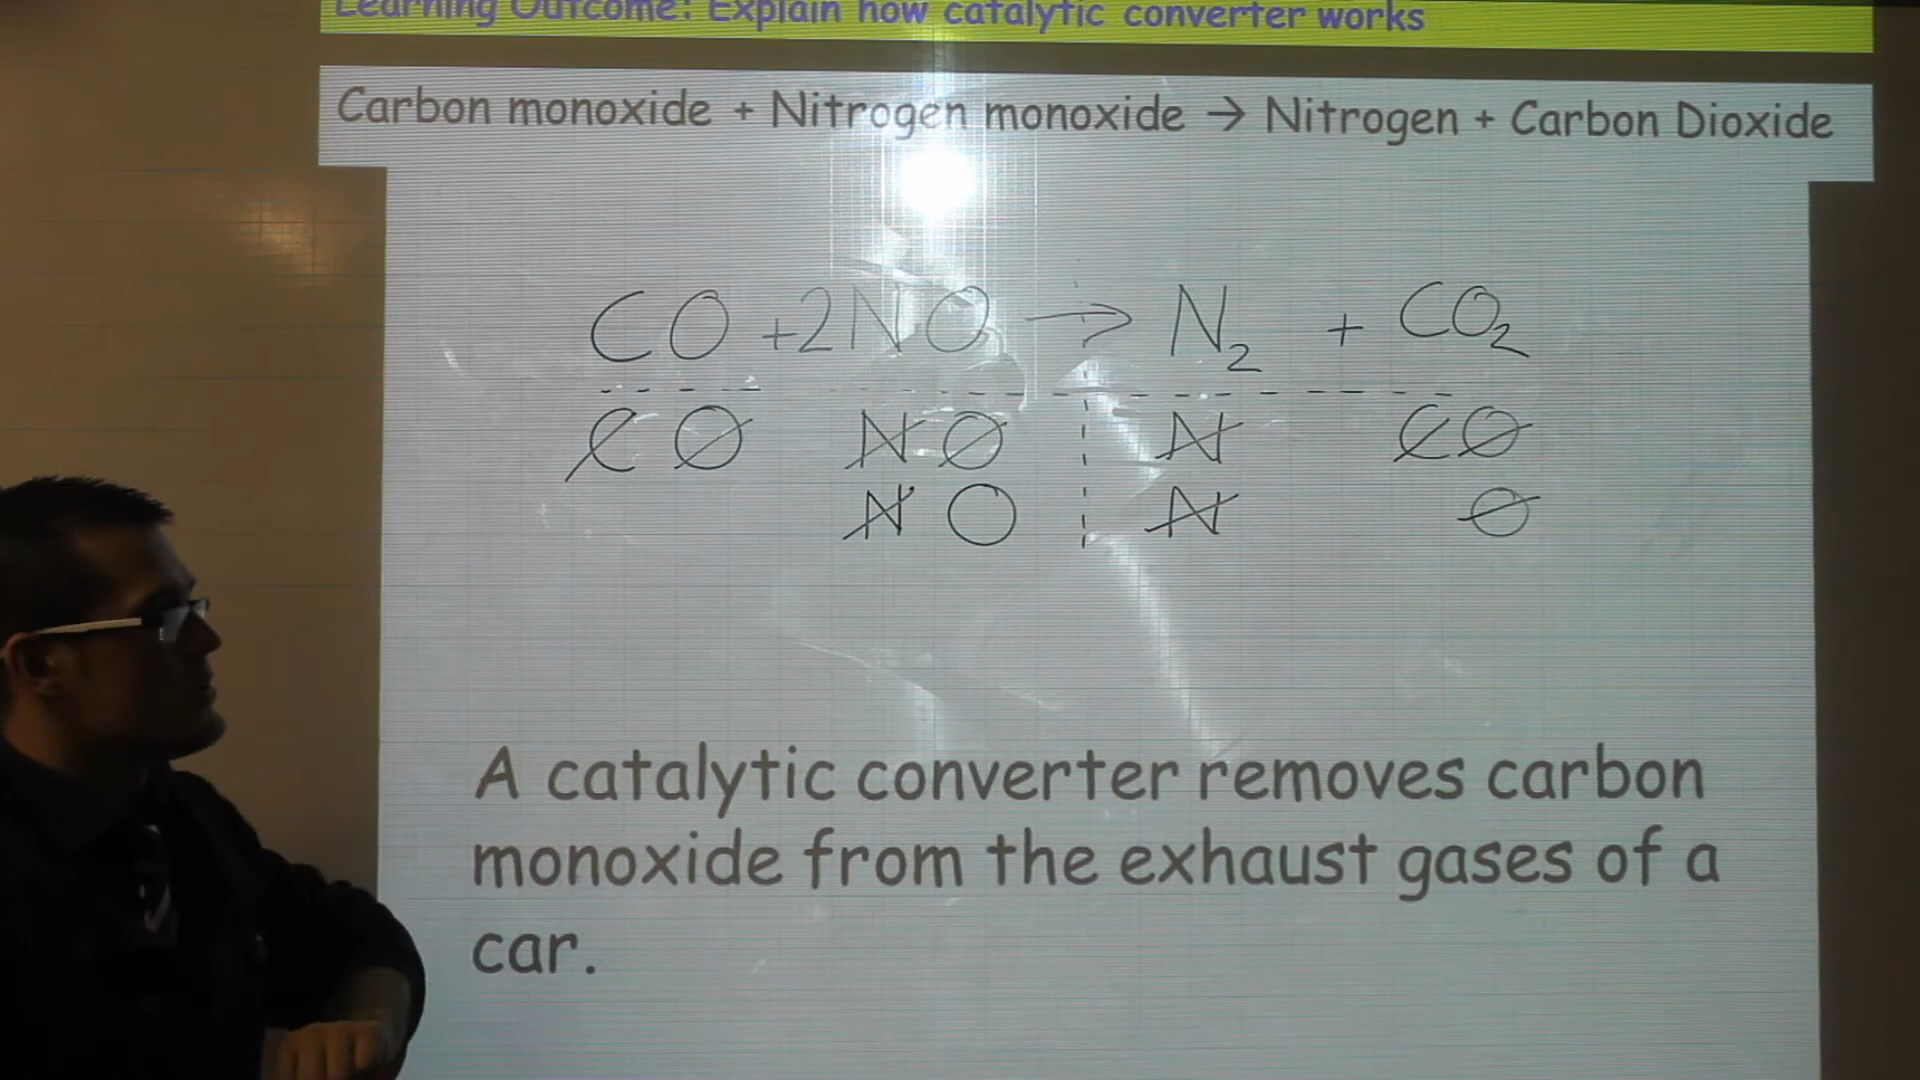 Learning Outcome: Explain how catalytic converter works
Carbon monoxide + Nitrogen monoxide → Nitrogen + Carbon Dioxide
CO + 2NO → N₂ + CO₂
C O N O N C O
N O N O
A catalytic converter removes carbon
monoxide from the exhaust gases of a
car.